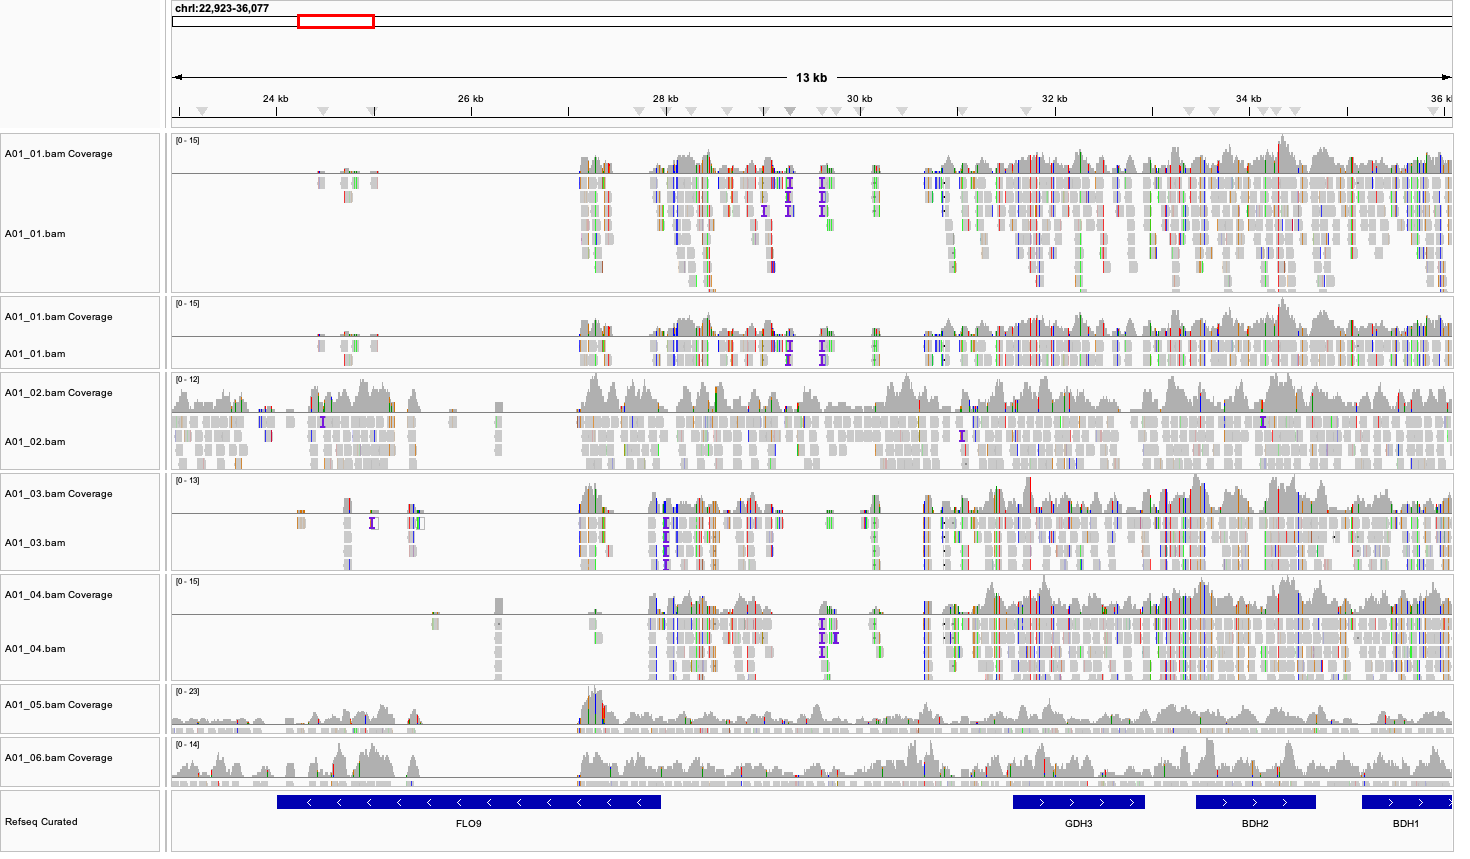 chrI:22,923-36,077
13 kb
24 kb 26 kb 28 kb 30 kb 32 kb 34 kb 36 k
A01_01.bam Coverage [0 - 15]
A01_01.bam
A01_01.bam Coverage [0 - 15]
A01_01.bam
A01_02.bam Coverage [0 - 12]
A01_02.bam
A01_03.bam Coverage [0 - 13]
A01_03.bam
A01_04.bam Coverage [0 - 15]
A01_04.bam
A01_05.bam Coverage [0 - 23]
A01_06.bam Coverage [0 - 14]
Refseq Curated
FLO9 GDH3 BDH2 BDH1